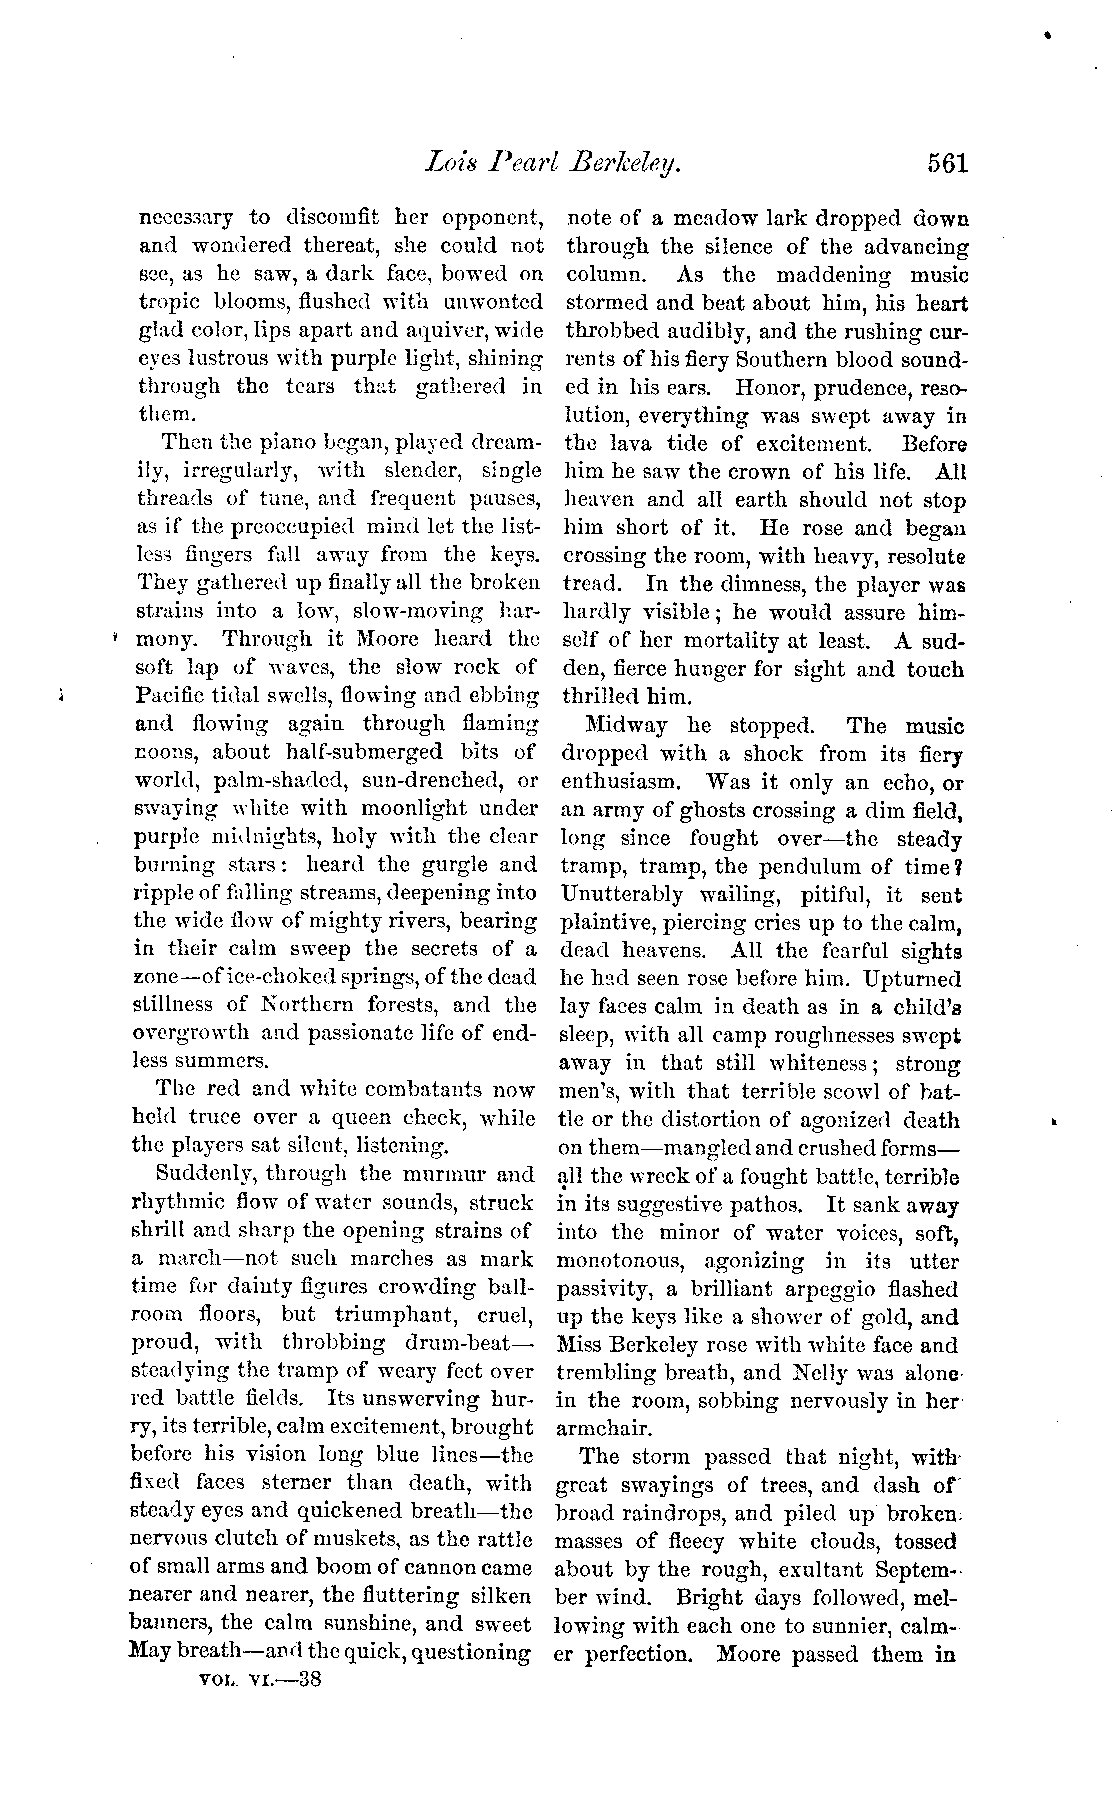 Lois Pearl Berkeley. 561
necessary to discomfit her opponent,
and wondered thereat, she could not
see, as he saw, a dark face, bowed on
tropic blooms, flushed with unwonted
glad color, lips apart and aquiver, wide
eyes lustrous with purple light, shining
through the tears that gathered in
them.
Then the piano began, played dream-
ily, irregularly, with slender, single
threads of tune, and frequent pauses,
as if the preoccupied mind let the list-
less fingers fall away from the keys.
They gathered up finally all the broken
strains into a low, slow-moving har-
mony. Through it Moore heard the
soft lap of waves, the slow rock of
Pacific tidal swells, flowing and ebbing
and flowing again through flaming
noons, about half-submerged bits of
world, palm-shaded, sun-drenched, or
swaying white with moonlight under
purple midnights, holy with the clear
burning stars: heard the gurgle and
ripple of falling streams, deepening into
the wide flow of mighty rivers, bearing
in their calm sweep the secrets of a
zone—of ice-choked springs, of the dead
stillness of Northern forests, and the
overgrowth and passionate life of end-
less summers.
The red and white combatants now
held truce over a queen check, while
the players sat silent, listening.
Suddenly, through the murmur and
rhythmic flow of water sounds, struck
shrill and sharp the opening strains of
a march—not such marches as mark
time for dainty figures crowding ball-
room floors, but triumphant, cruel,
proud, with throbbing drum-beat—
steadying the tramp of weary feet over
red battle fields. Its unswerving hur-
ry, its terrible, calm excitement, brought
before his vision long blue lines—the
fixed faces sterner than death, with
steady eyes and quickened breath—the
nervous clutch of muskets, as the rattle
of small arms and boom of cannon came
nearer and nearer, the fluttering silken
banners, the calm sunshine, and sweet
May breath—and the quick, questioning
VOL. VI.—38
note of a meadow lark dropped down
through the silence of the advancing
column. As the maddening music
stormed and beat about him, his heart
throbbed audibly, and the rushing cur-
rents of his fiery Southern blood sound-
ed in his ears. Honor, prudence, reso-
lution, everything was swept away in
the lava tide of excitement. Before
him he saw the crown of his life. All
heaven and all earth should not stop
him short of it. He rose and began
crossing the room, with heavy, resolute
tread. In the dimness, the player was
hardly visible; he would assure him-
self of her mortality at least. A sud-
den, fierce hunger for sight and touch
thrilled him.
Midway he stopped. The music
dropped with a shock from its fiery
enthusiasm. Was it only an echo, or
an army of ghosts crossing a dim field,
long since fought over—the steady
tramp, tramp, the pendulum of time?
Unutterably wailing, pitiful, it sent
plaintive, piercing cries up to the calm,
dead heavens. All the fearful sights
he had seen rose before him. Upturned
lay faces calm in death as in a child's
sleep, with all camp roughnesses swept
away in that still whiteness; strong
men's, with that terrible scowl of bat-
tle or the distortion of agonized death
on them—mangled and crushed forms—
all the wreck of a fought battle, terrible
in its suggestive pathos. It sank away
into the minor of water voices, soft,
monotonous, agonizing in its utter
passivity, a brilliant arpeggio flashed
up the keys like a shower of gold, and
Miss Berkeley rose with white face and
trembling breath, and Nelly was alone
in the room, sobbing nervously in her
armchair.
The storm passed that night, with
great swayings of trees, and dash of
broad raindrops, and piled up broken
masses of fleecy white clouds, tossed
about by the rough, exultant Septem-
ber wind. Bright days followed, mel-
lowing with each one to sunnier, calm-
er perfection. Moore passed them in